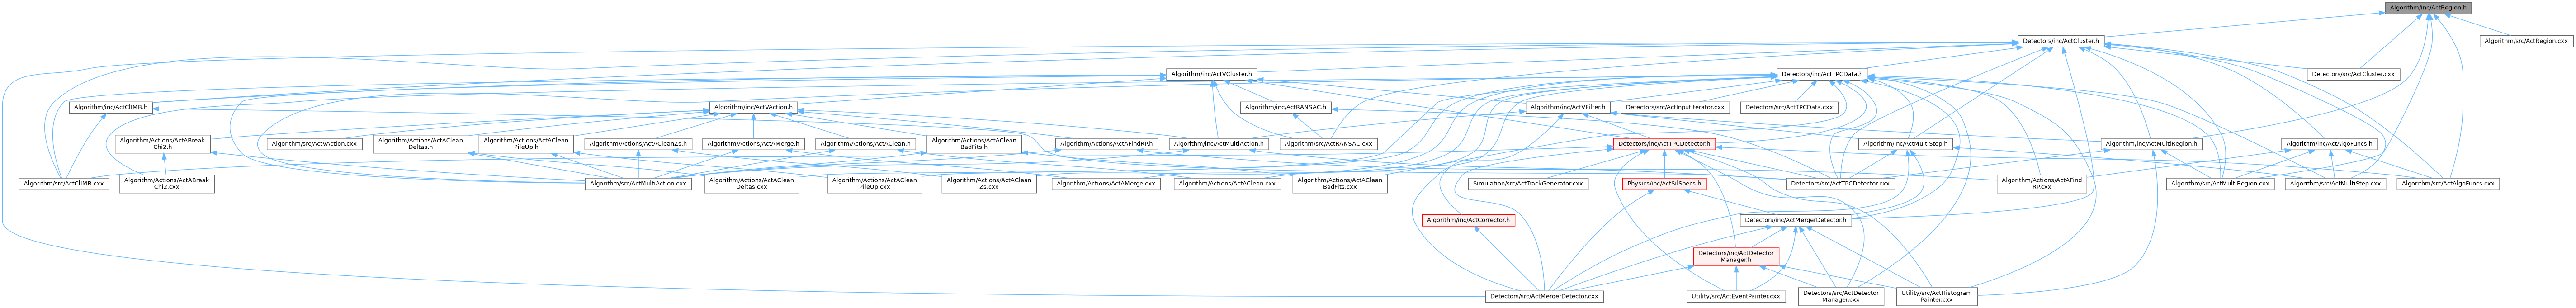 Algorithm/inc/ActRegion.h
Detectors/inc/ActCluster.h
Algorithm/src/ActRegion.cxx
Algorithm/inc/ActVCluster.h
Detectors/inc/ActTPCData.h
Detectors/src/ActCluster.cxx
Algorithm/inc/ActCliMB.h
Algorithm/inc/ActVAction.h
Algorithm/inc/ActRANSAC.h
Algorithm/inc/ActVFilter.h
Detectors/src/ActInputIterator.cxx
Detectors/src/ActTPCData.cxx
Algorithm/Actions/ActABreak
Chi2.h
Algorithm/src/ActVAction.cxx
Algorithm/Actions/ActAClean
Deltas.h
Algorithm/Actions/ActAClean
PileUp.h
Algorithm/Actions/ActACleanZs.h
Algorithm/Actions/ActAMerge.h
Algorithm/Actions/ActAClean.h
Algorithm/Actions/ActAClean
BadFits.h
Algorithm/Actions/ActAFindRP.h
Algorithm/inc/ActMultiAction.h
Algorithm/src/ActRANSAC.cxx
Detectors/inc/ActTPCDetector.h
Algorithm/inc/ActMultiStep.h
Algorithm/inc/ActMultiRegion.h
Algorithm/inc/ActAlgoFuncs.h
Algorithm/src/ActCliMB.cxx
Algorithm/Actions/ActABreak
Chi2.cxx
Algorithm/src/ActMultiAction.cxx
Algorithm/Actions/ActAClean
Deltas.cxx
Algorithm/Actions/ActAClean
PileUp.cxx
Algorithm/Actions/ActAClean
Zs.cxx
Algorithm/Actions/ActAMerge.cxx
Algorithm/Actions/ActAClean.cxx
Algorithm/Actions/ActAClean
BadFits.cxx
Simulation/src/ActTrackGenerator.cxx
Physics/inc/ActSilSpecs.h
Detectors/src/ActTPCDetector.cxx
Algorithm/Actions/ActAFind
RP.cxx
Algorithm/src/ActMultiRegion.cxx
Algorithm/src/ActMultiStep.cxx
Algorithm/src/ActAlgoFuncs.cxx
Algorithm/inc/ActCorrector.h
Detectors/inc/ActMergerDetector.h
Detectors/inc/ActDetector
Manager.h
Detectors/src/ActMergerDetector.cxx
Utility/src/ActEventPainter.cxx
Detectors/src/ActDetector
Manager.cxx
Utility/src/ActHistogram
Painter.cxx